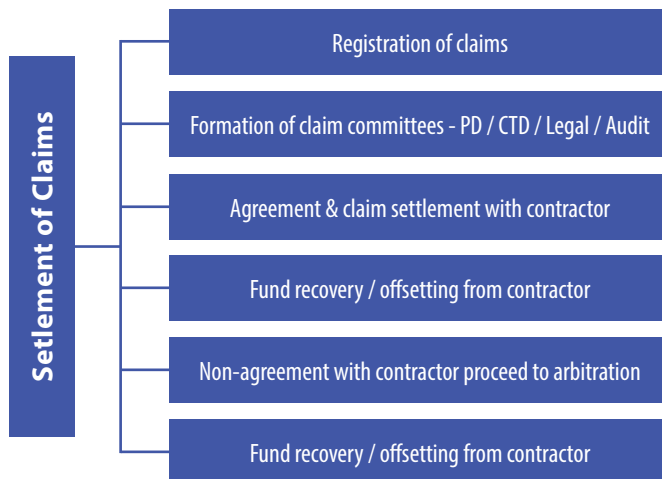 Setlement of Claims
Registration of claims
Formation of claim committees - PD / CTD / Legal / Audit
Agreement & claim settlement with contractor
Fund recovery / offsetting from contractor
Non-agreement with contractor proceed to arbitration
Fund recovery / offsetting from contractor